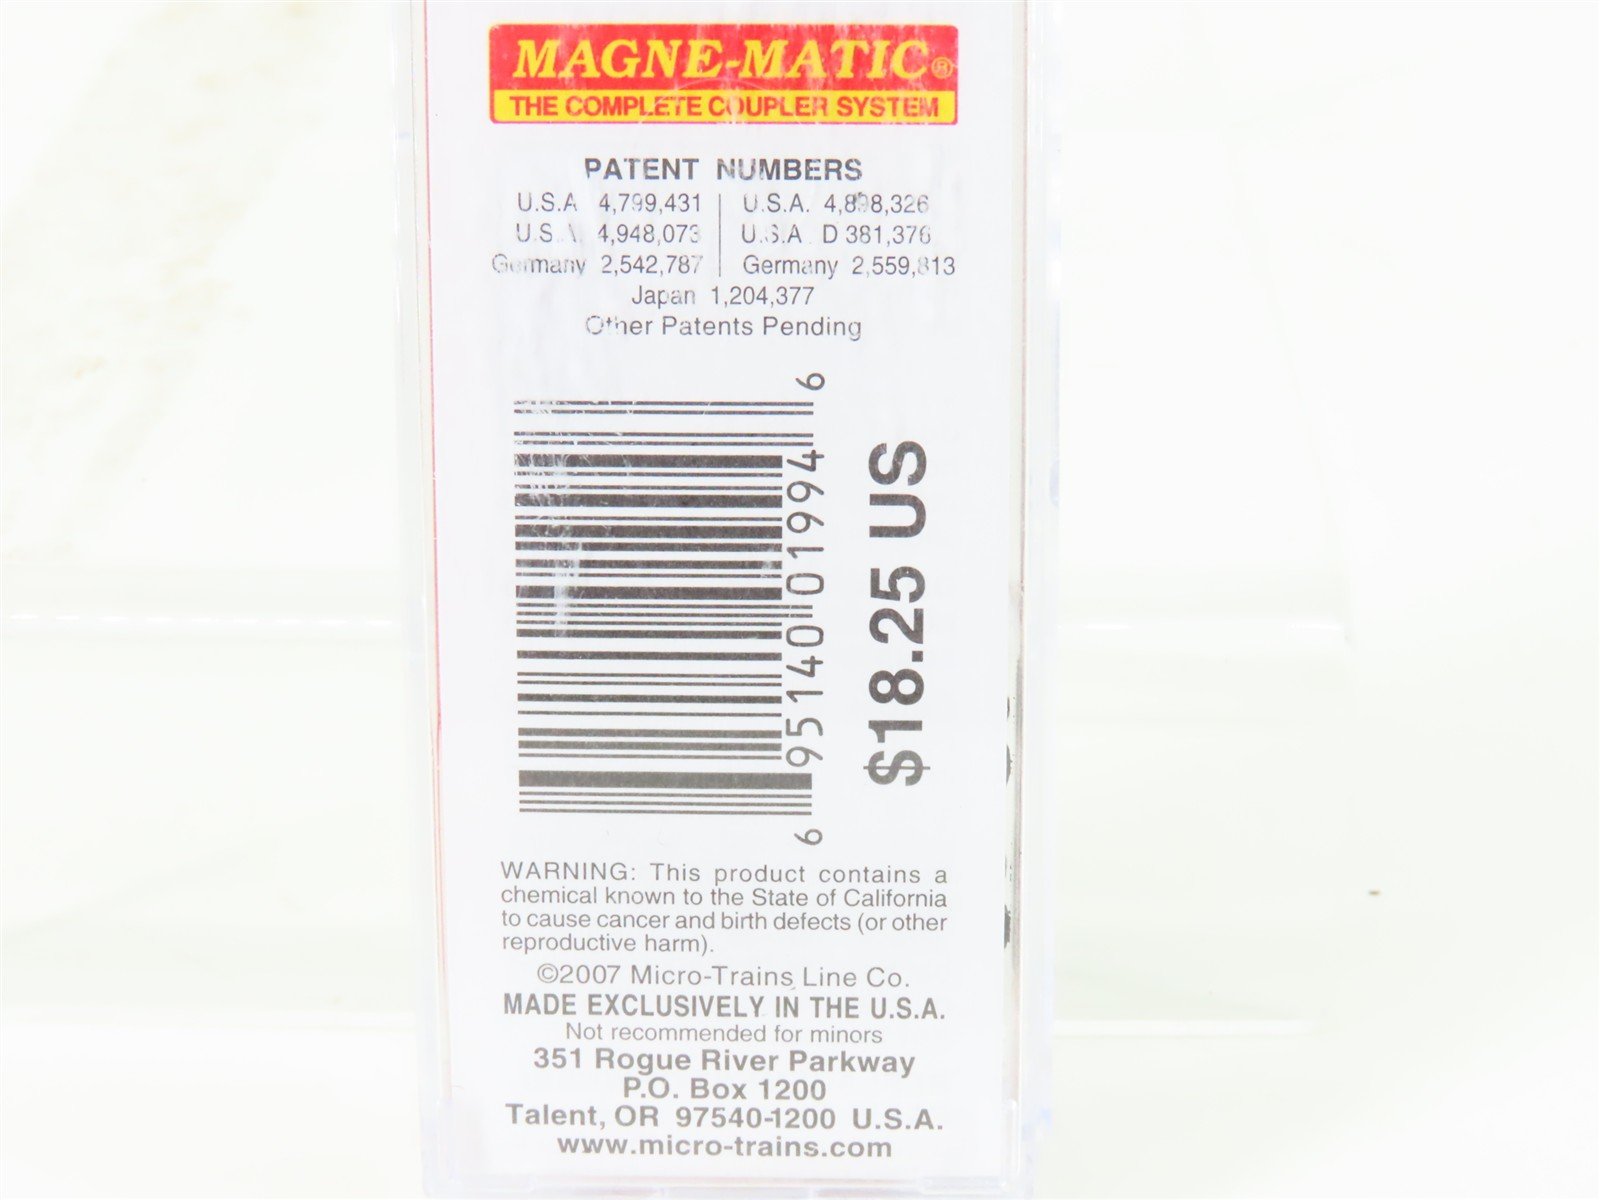 MAGNE-MATIC®
THE COMPLETE COUPLER SYSTEM
PATENT NUMBERS
U.S.A 4,799,431 | U.S.A. 4,898,326
U.S.A. 4,948,073 | U.S.A D 381,376
Germany 2,542,787 | Germany 2,559,813
Japan 1,204,377
Other Patents Pending
6 95140 01994 6
$18.25 US
WARNING: This product contains a
chemical known to the State of California
to cause cancer and birth defects (or other
reproductive harm).
©2007 Micro-Trains Line Co.
MADE EXCLUSIVELY IN THE U.S.A.
Not recommended for minors
351 Rogue River Parkway
P.O. Box 1200
Talent, OR 97540-1200 U.S.A.
www.micro-trains.com